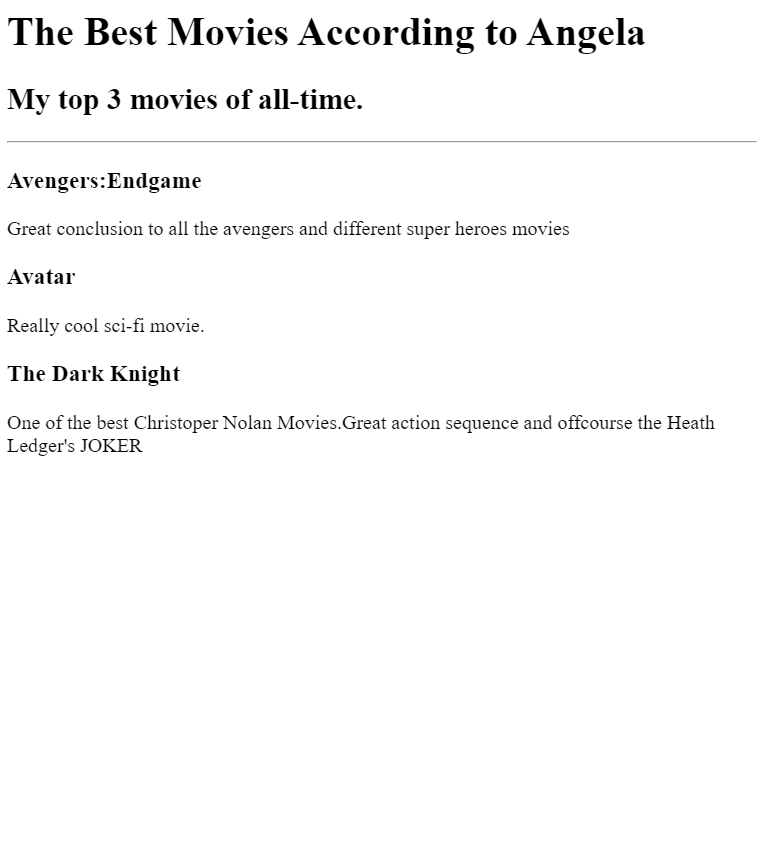 The Best Movies According to Angela
My top 3 movies of all-time.
Avengers:Endgame
Great conclusion to all the avengers and different super heroes movies
Avatar
Really cool sci-fi movie.
The Dark Knight
One of the best Christoper Nolan Movies.Great action sequence and offcourse the Heath
Ledger's JOKER